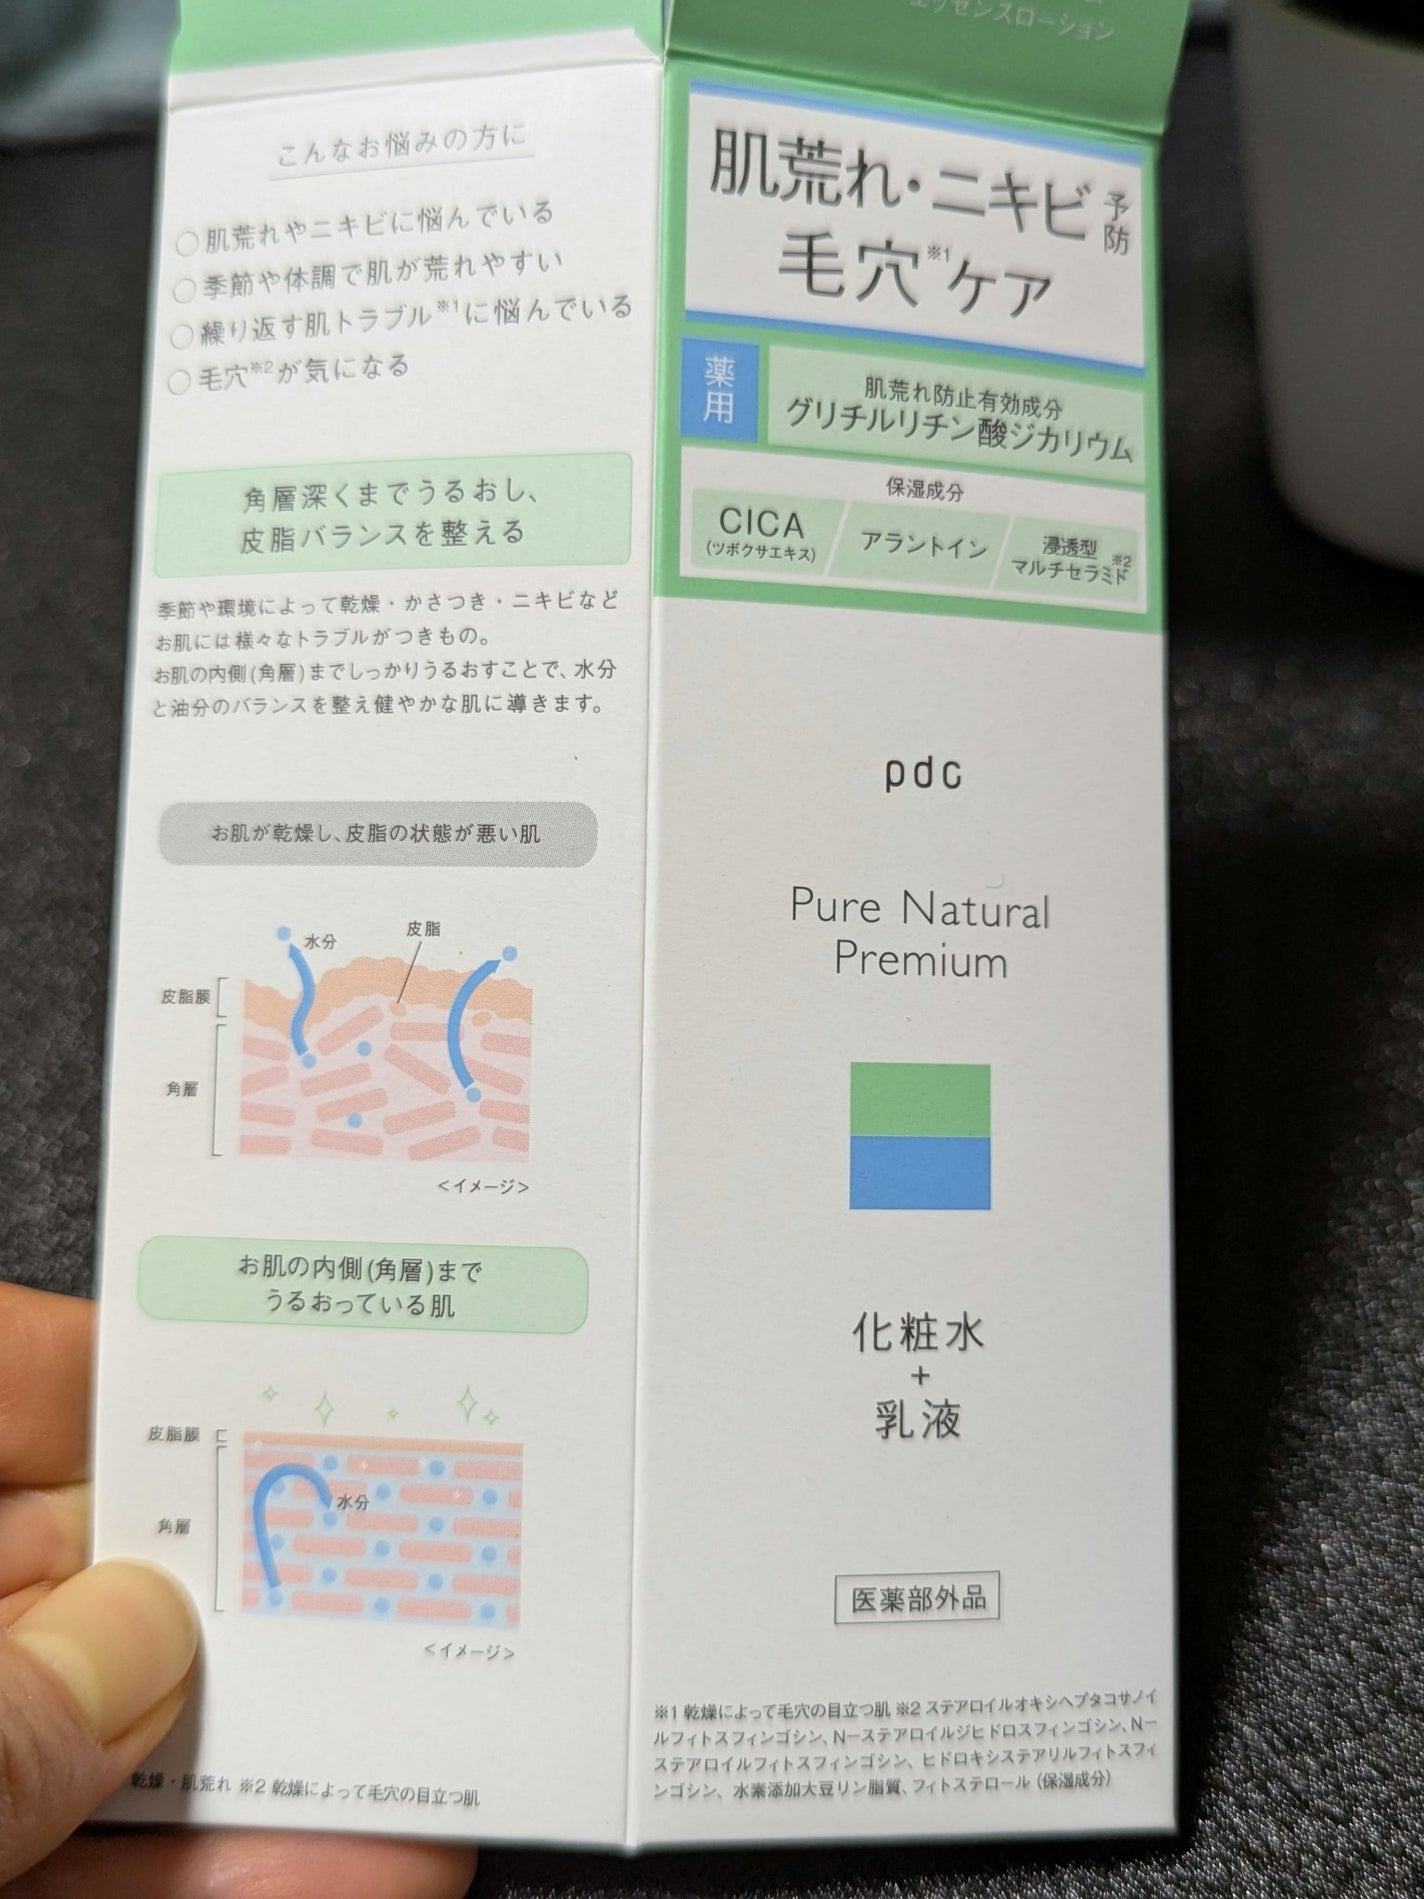 こんなお悩みの方に
○肌荒れやニキビに悩んでいる
○季節や体調で肌が荒れやすい
○繰り返す肌トラブル※1に悩んでいる
○毛穴※2が気になる
角層深くまでうるおし、
皮脂バランスを整える
季節や環境によって乾燥・かさつき・ニキビなど
お肌には様々なトラブルがつきもの。
お肌の内側(角層)までしっかりうるおすことで、水分
と油分のバランスを整え健やかな肌に導きます。
お肌が乾燥し、皮脂の状態が悪い肌
水分
皮脂
皮脂膜
角層
<イメージ>
お肌の内側(角層)まで
うるおっている肌
皮脂膜
水分
角層
<イメージ>
乾燥・肌荒れ ※2 乾燥によって毛穴の目立つ肌
エッセンスローション
肌荒れ・ニキビ予防
毛穴※1ケア
薬用
肌荒れ防止有効成分
グリチルリチン酸ジカリウム
保湿成分
CICA
(ツボクサエキス)
アラントイン
浸透型
マルチセラミド※2
pdc
Pure Natural
Premium
化粧水
+
乳液
医薬部外品
※1 乾燥によって毛穴の目立つ肌 ※2 ステアロイルオキシヘプタコサノイ
ルフィトスフィンゴシン、N−ステアロイルジヒドロスフィンゴシン、N−
ステアロイルフィトスフィンゴシン、ヒドロキシステアリルフィトスフィ
ンゴシン、水素添加大豆リン脂質、フィトステロール (保湿成分)